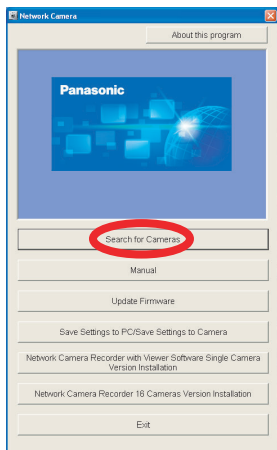 Network Camera
About this program
Panasonic
Search for Cameras
Manual
Update Firmware
Save Settings to PC/Save Settings to Camera
Network Camera Recorder with Viewer Software Single Camera
Version Installation
Network Camera Recorder 16 Cameras Version Installation
Exit